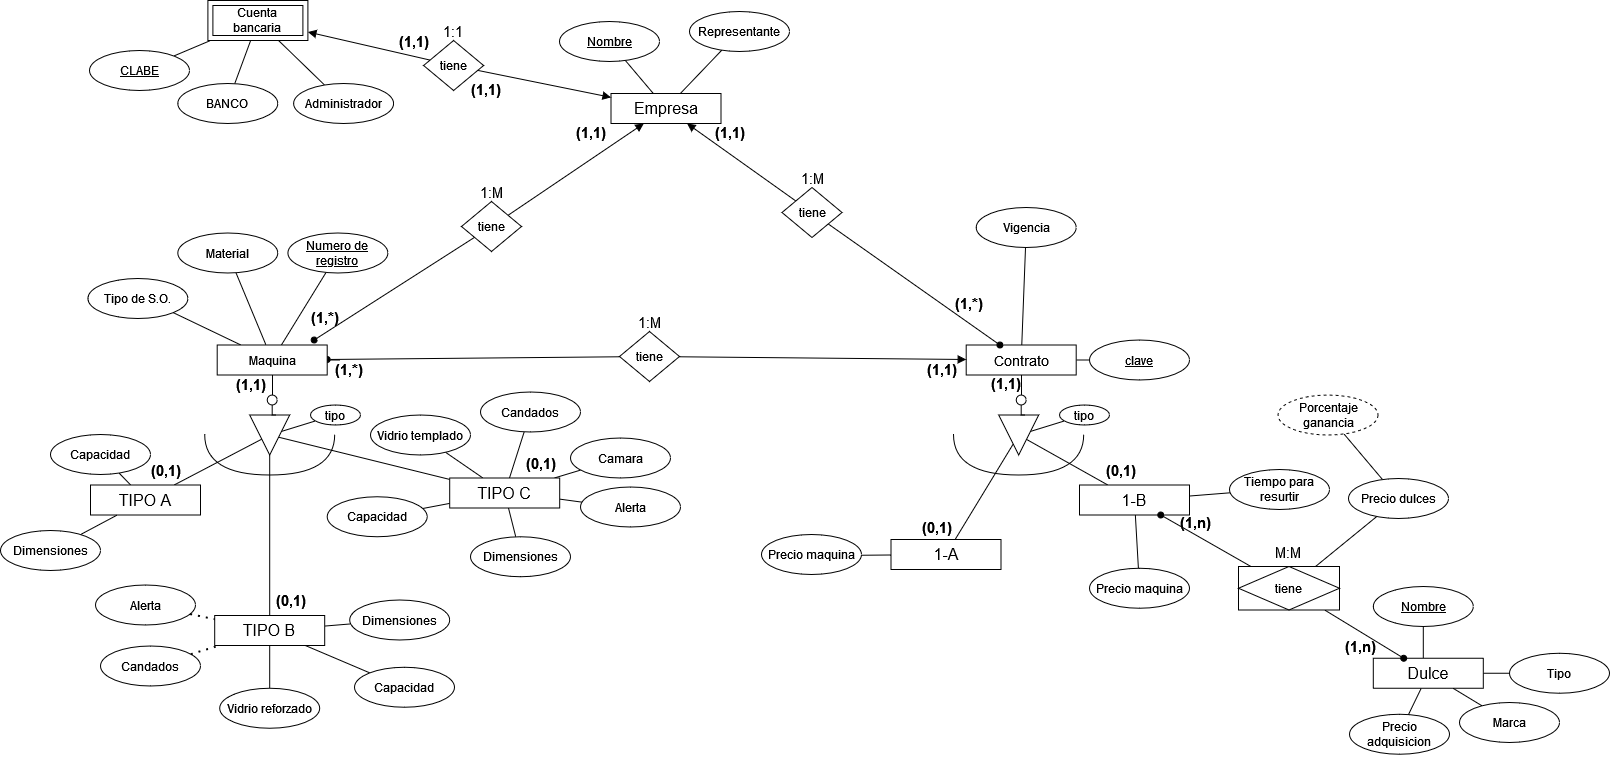 Cuenta
bancaria
CLABE
BANCO
Administrador
(1,1)
1:1
tiene
(1,1)
Nombre
Representante
Empresa
(1,1)
(1,1)
1:M
tiene
1:M
tiene
Vigencia
Material
Numero de
registro
Tipo de S.O.
(1,*)
(1,*)
Maquina
(1,*)
1:M
tiene
(1,1)
Contrato
clave
(1,1)
(1,1)
tipo
tipo
Capacidad
(0,1)
TIPO A
Dimensiones
Candados
Vidrio templado
(0,1)
Camara
TIPO C
Capacidad
Alerta
Dimensiones
Alerta
(0,1)
TIPO B
Dimensiones
Candados
Vidrio reforzado
Capacidad
(0,1)
1-A
Precio maquina
(0,1)
1-B
Tiempo para
resurtir
(1,n)
Precio maquina
Porcentaje
ganancia
Precio dulces
M:M
tiene
(1,n)
Nombre
Dulce
Tipo
Precio
adquisicion
Marca